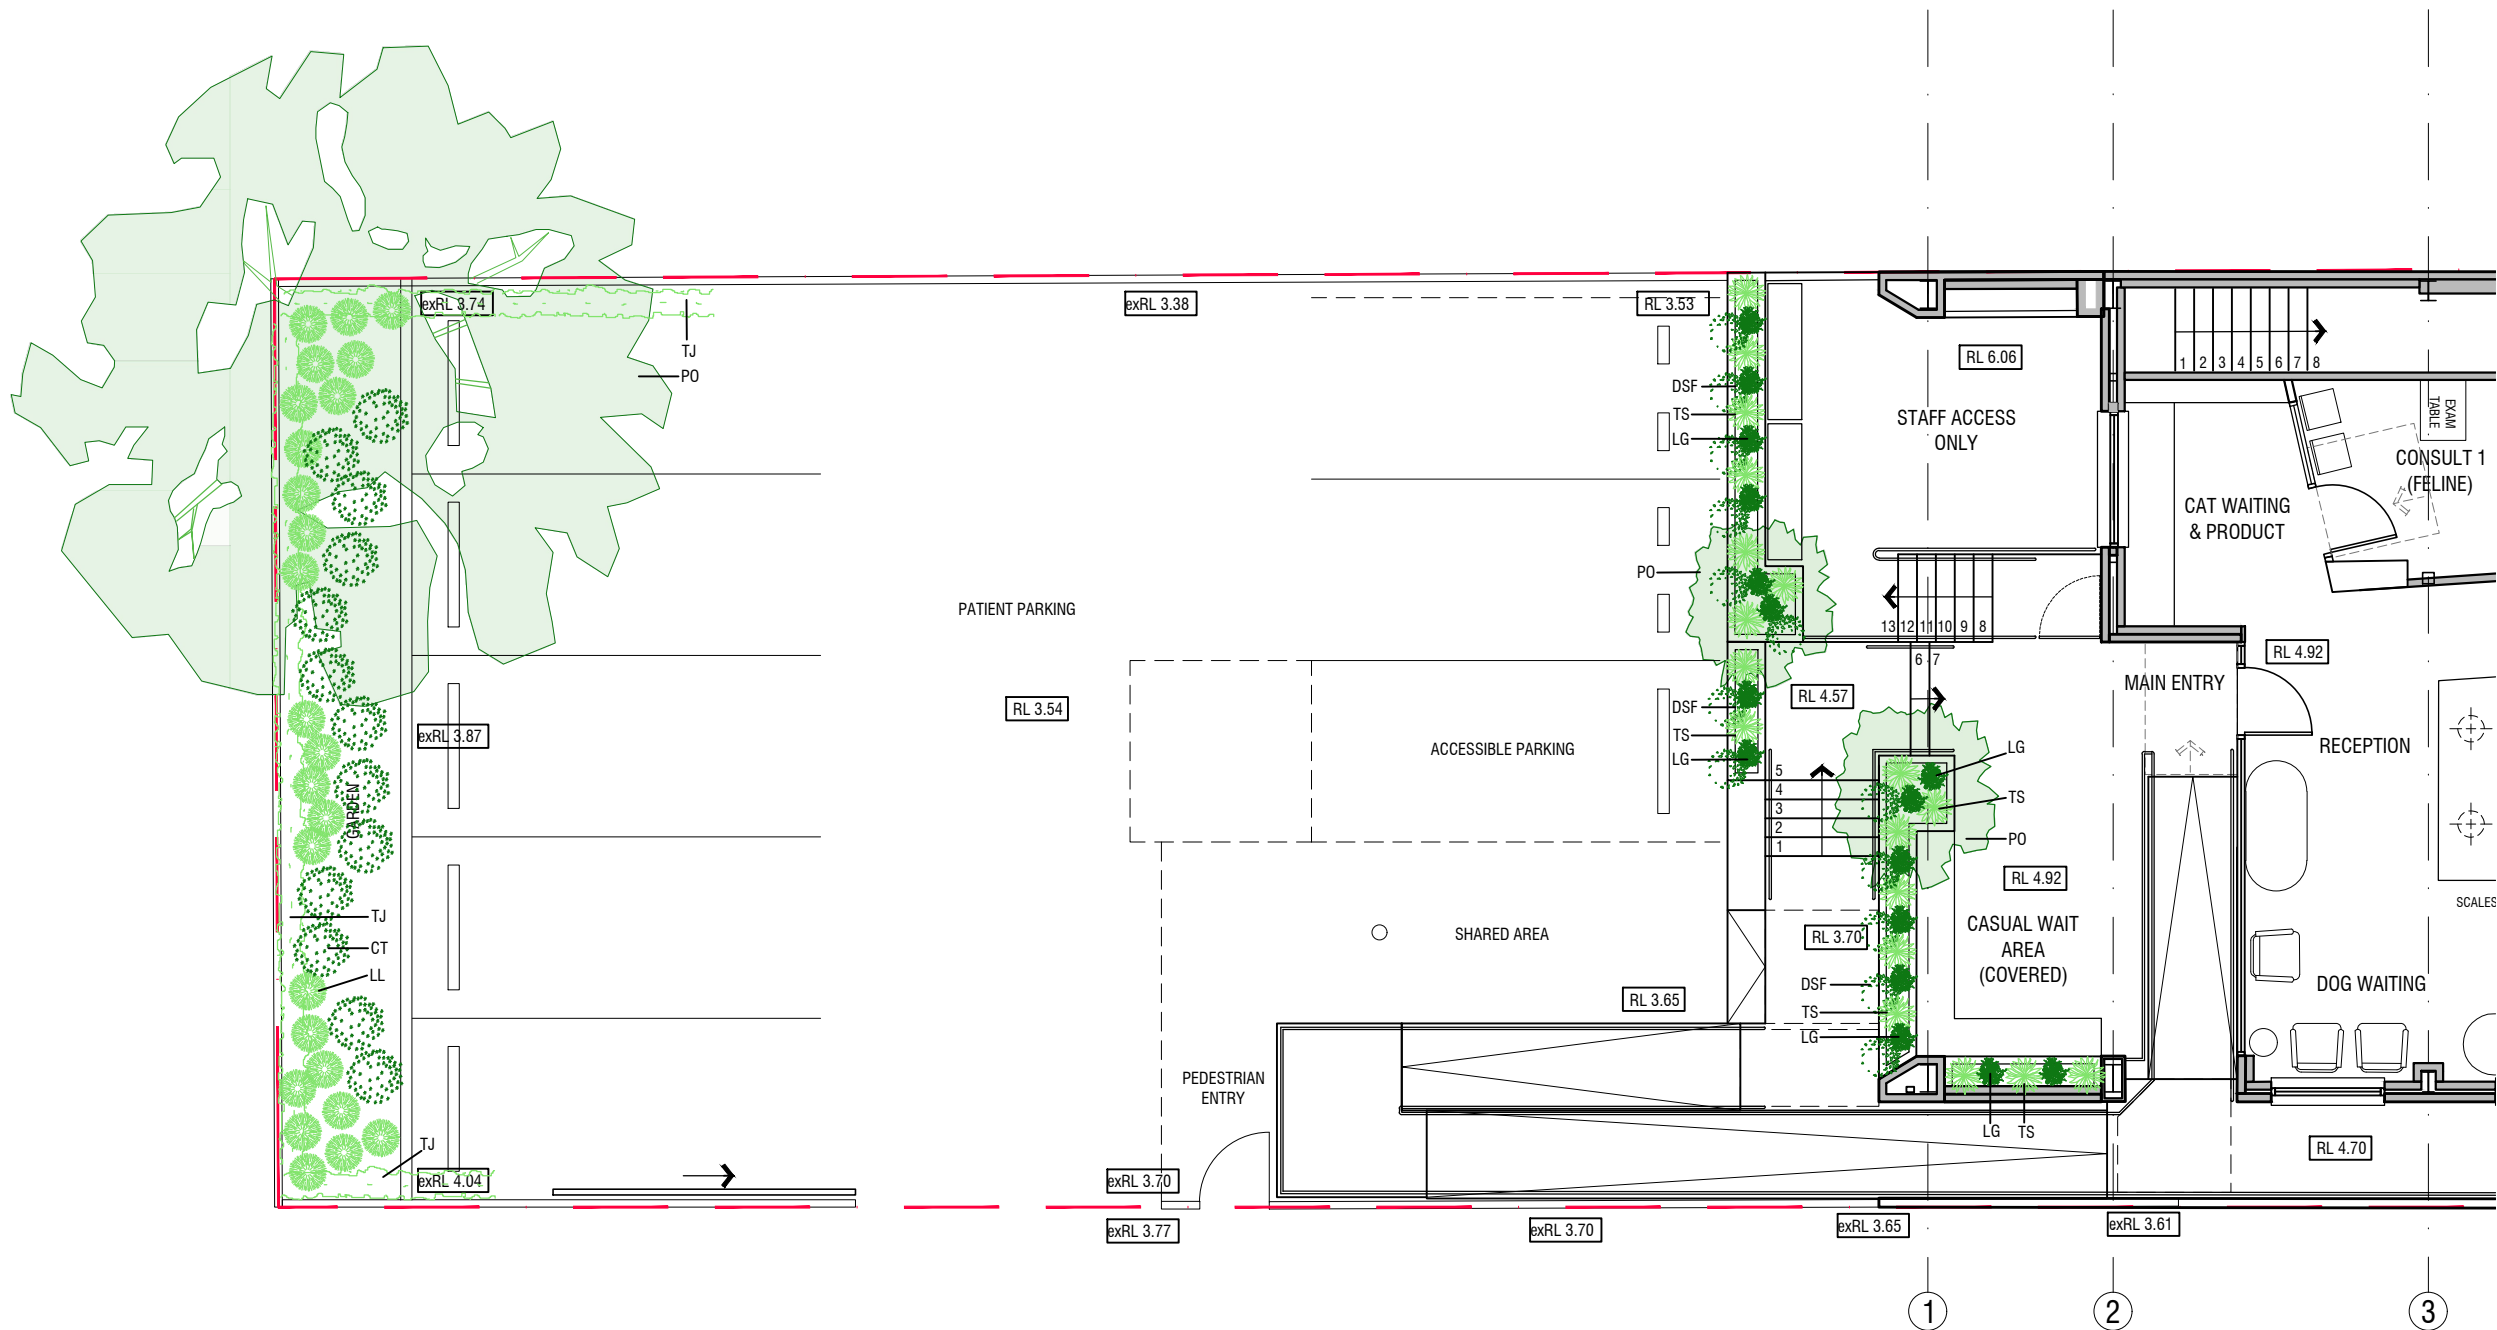 exRL 3.74
exRL 3.38
RL 3.53
TJ
PO
RL 6.06
1 2 3 4 5 6 7 8
DSF
TS
LG
STAFF ACCESS
ONLY
EXAM
TABLE
CONSULT 1
(FELINE)
CAT WAITING
& PRODUCT
PO
PATIENT PARKING
13 12 11 10 9 8
6 7
RL 4.92
MAIN ENTRY
RL 3.54
RL 4.57
DSF
TS
LG
exRL 3.87
ACCESSIBLE PARKING
LG
RECEPTION
5
4
3
2
1
TS
GARDEN
PO
RL 4.92
SCALES
TJ
CT
LL
SHARED AREA
RL 3.70
CASUAL WAIT
AREA
(COVERED)
DSF
TS
LG
DOG WAITING
RL 3.65
PEDESTRIAN
ENTRY
LG
TS
TJ
RL 4.70
exRL 4.04
exRL 3.70
exRL 3.77
exRL 3.70
exRL 3.65
exRL 3.61
1
2
3